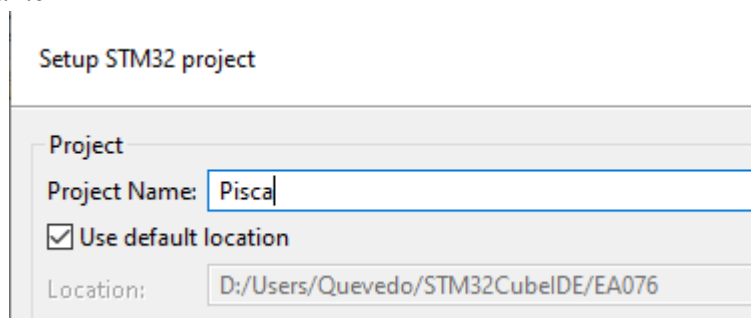 Setup STM32 project
Project
Project Name: Pisca
Use default location
Location: D:/Users/Quevedo/STM32CubeIDE/EA076